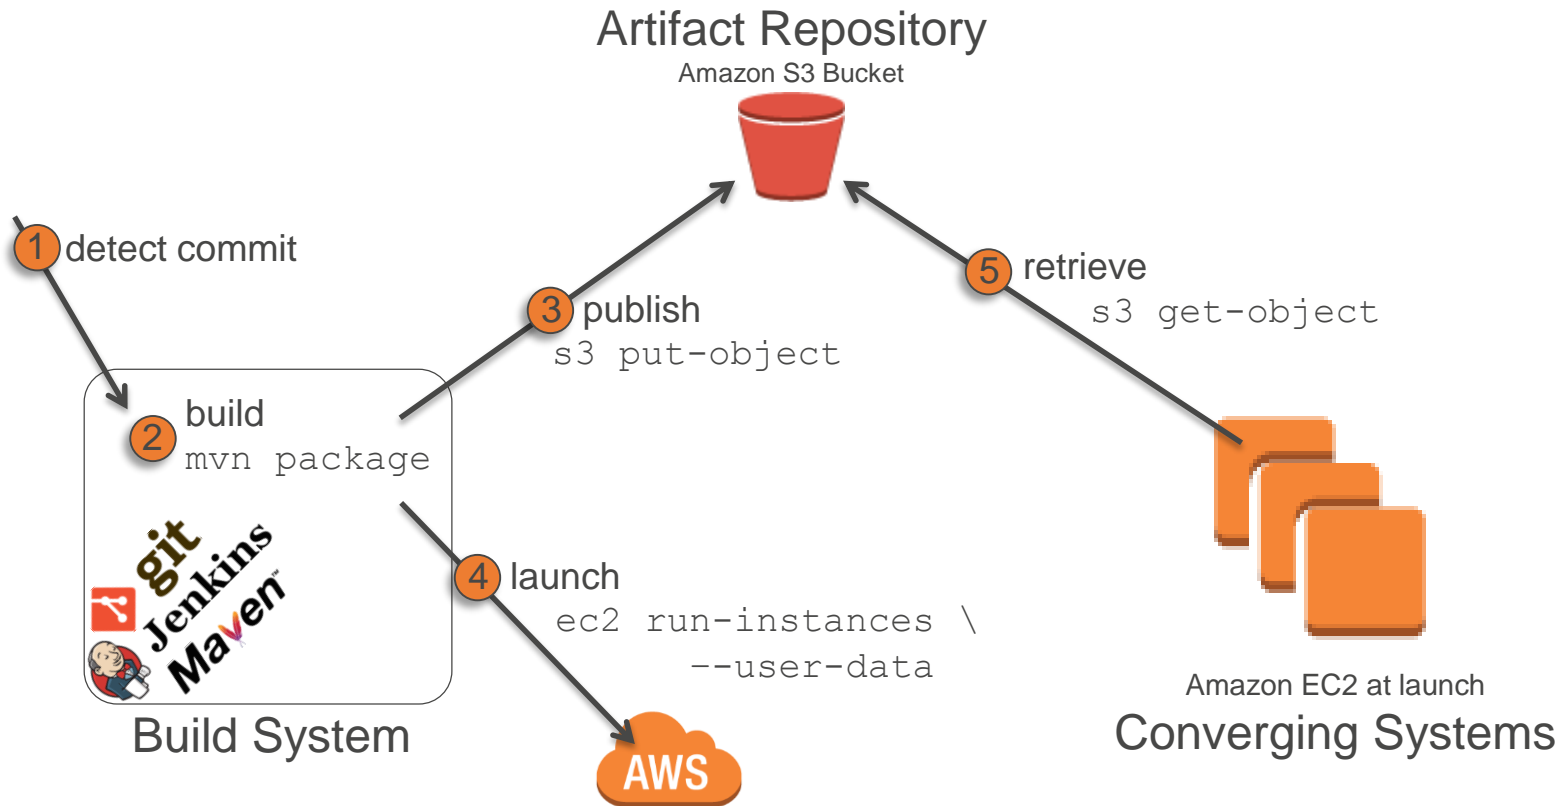 Artifact Repository
Amazon S3 Bucket
1 detect commit
5 retrieve
s3 get-object
3 publish
s3 put-object
2 build
mvn package
git
Jenkins
Maven™
4 launch
ec2 run-instances \
--user-data
AWS
Build System
Amazon EC2 at launch
Converging Systems